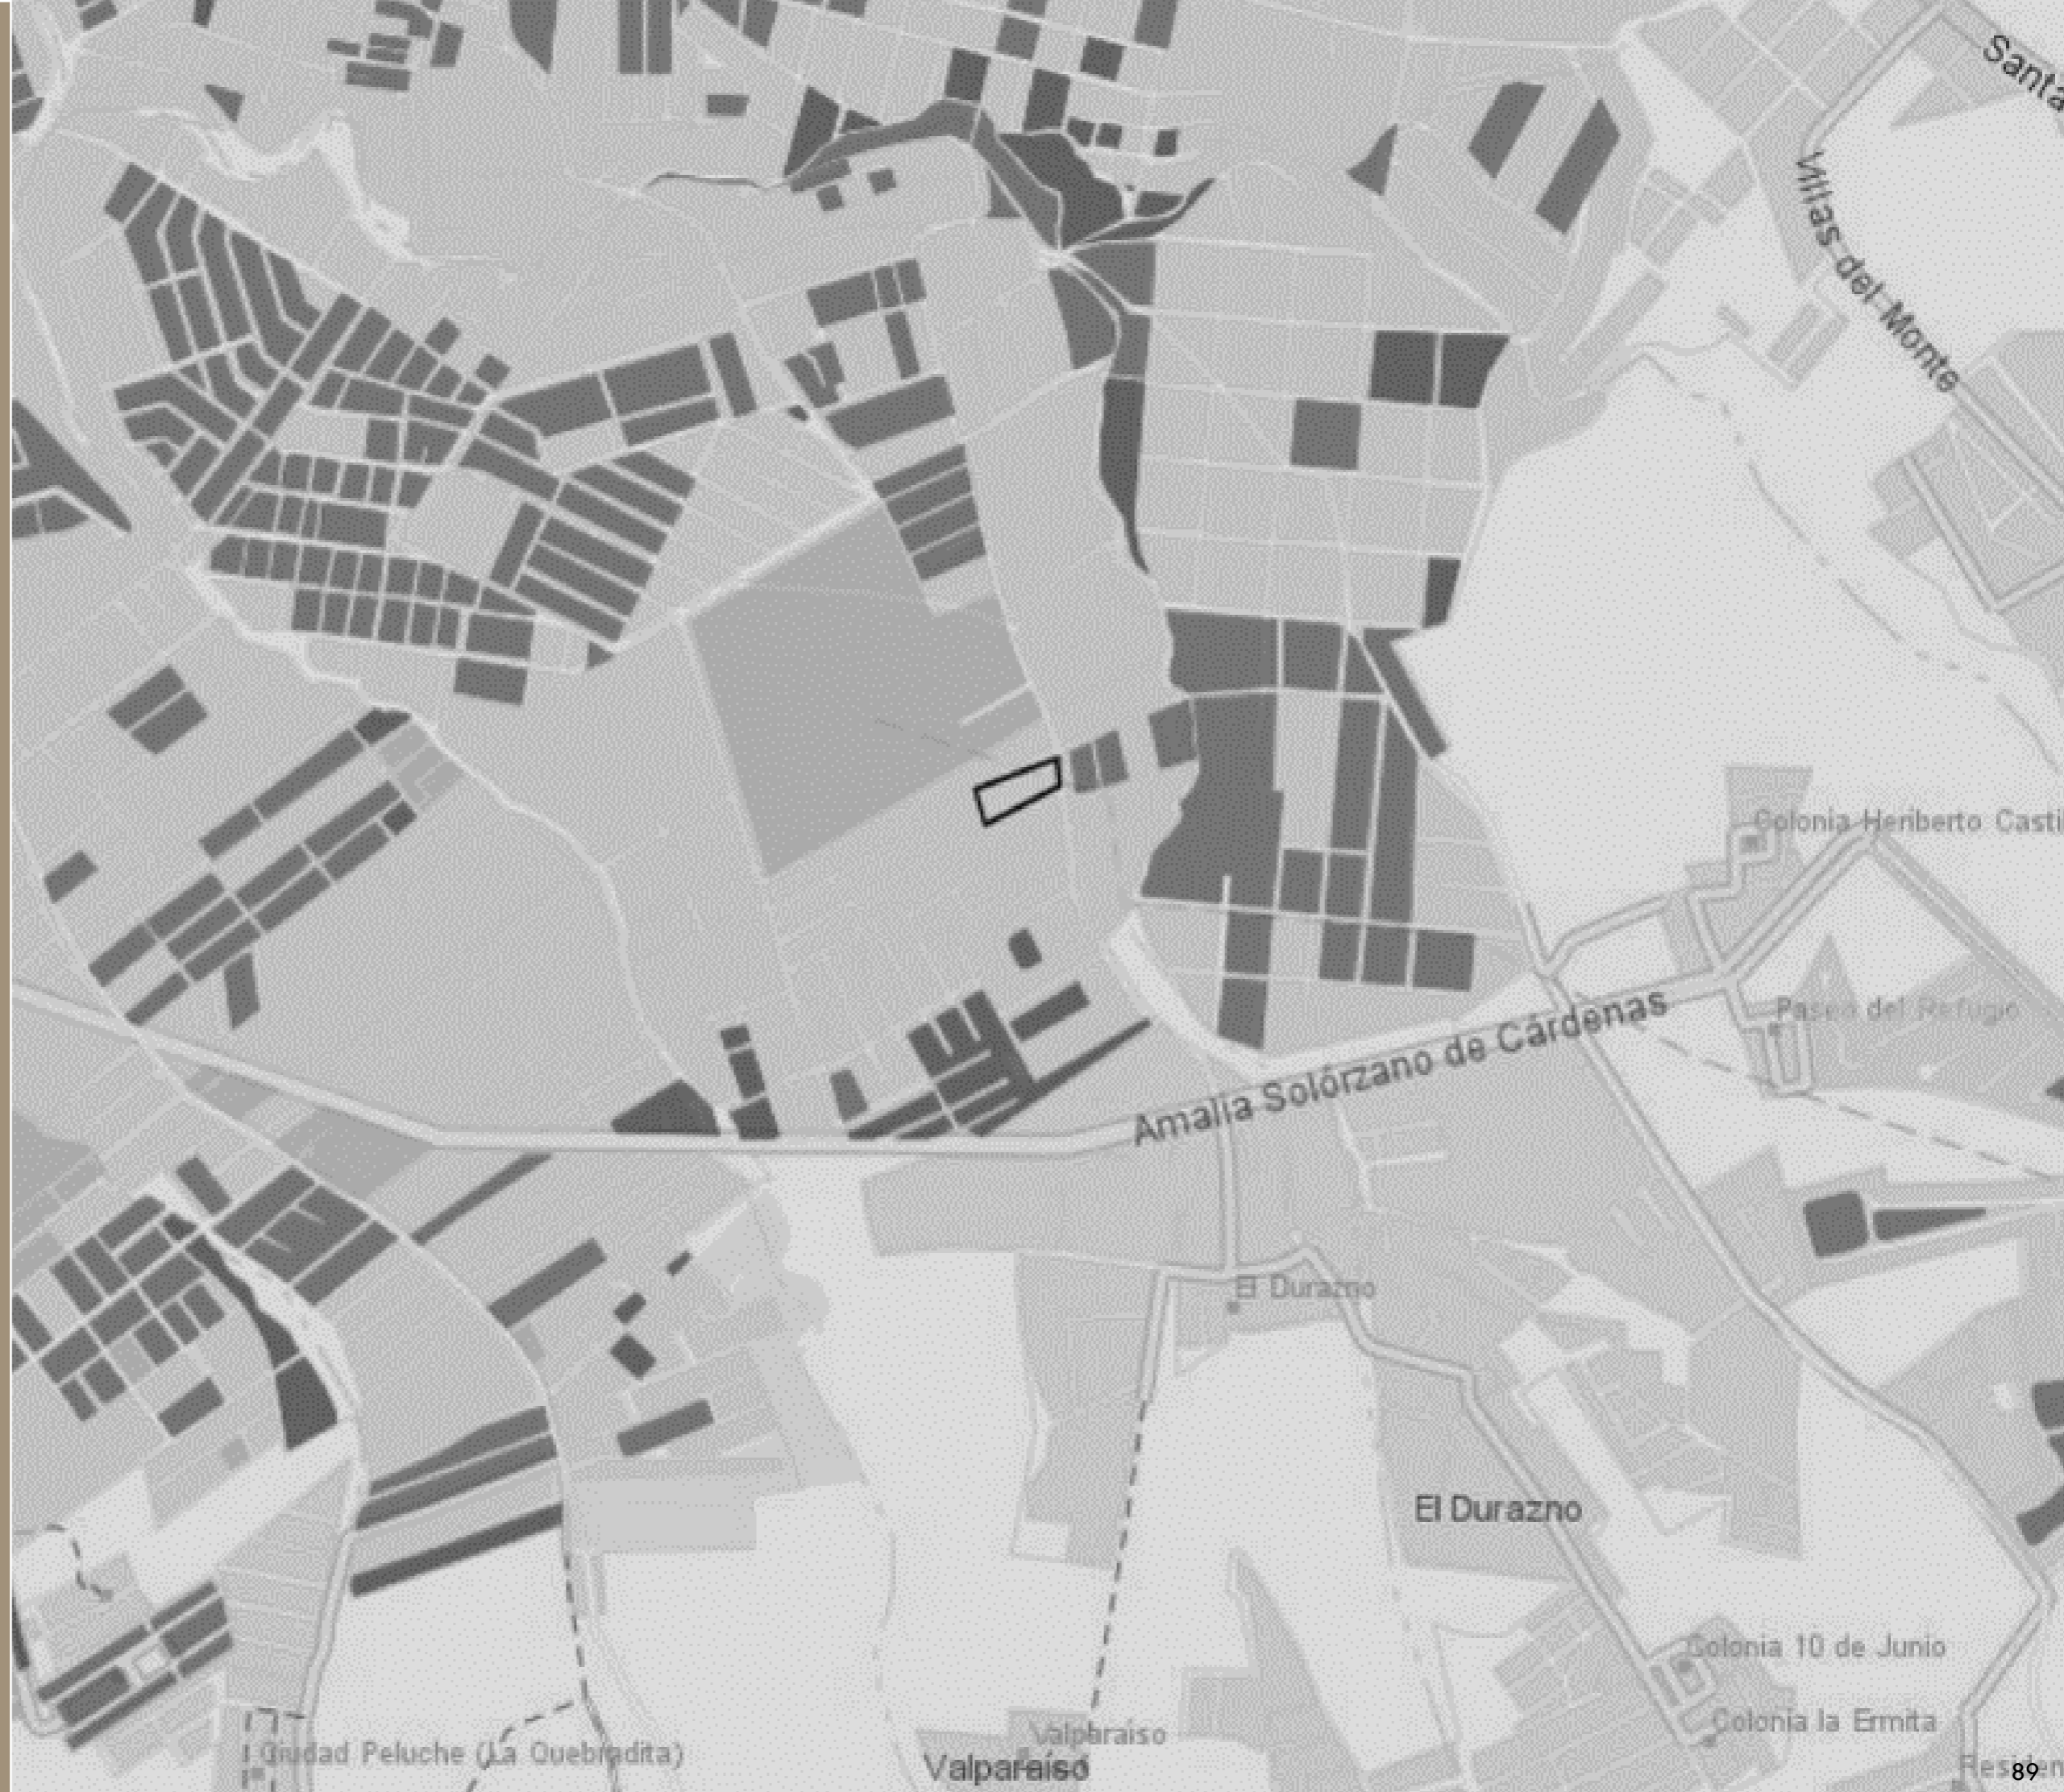 Santa
Villas del Monte
Colonia Heriberto Casti
Paseo del Refugio
Amalia Solórzano de Cárdenas
El Durazno
El Durazno
Colonia 10 de Junio
Colonia la Ermita
Valparaíso
Ciudad Peluche (La Quebradita)
Valparaíso
Residen
89